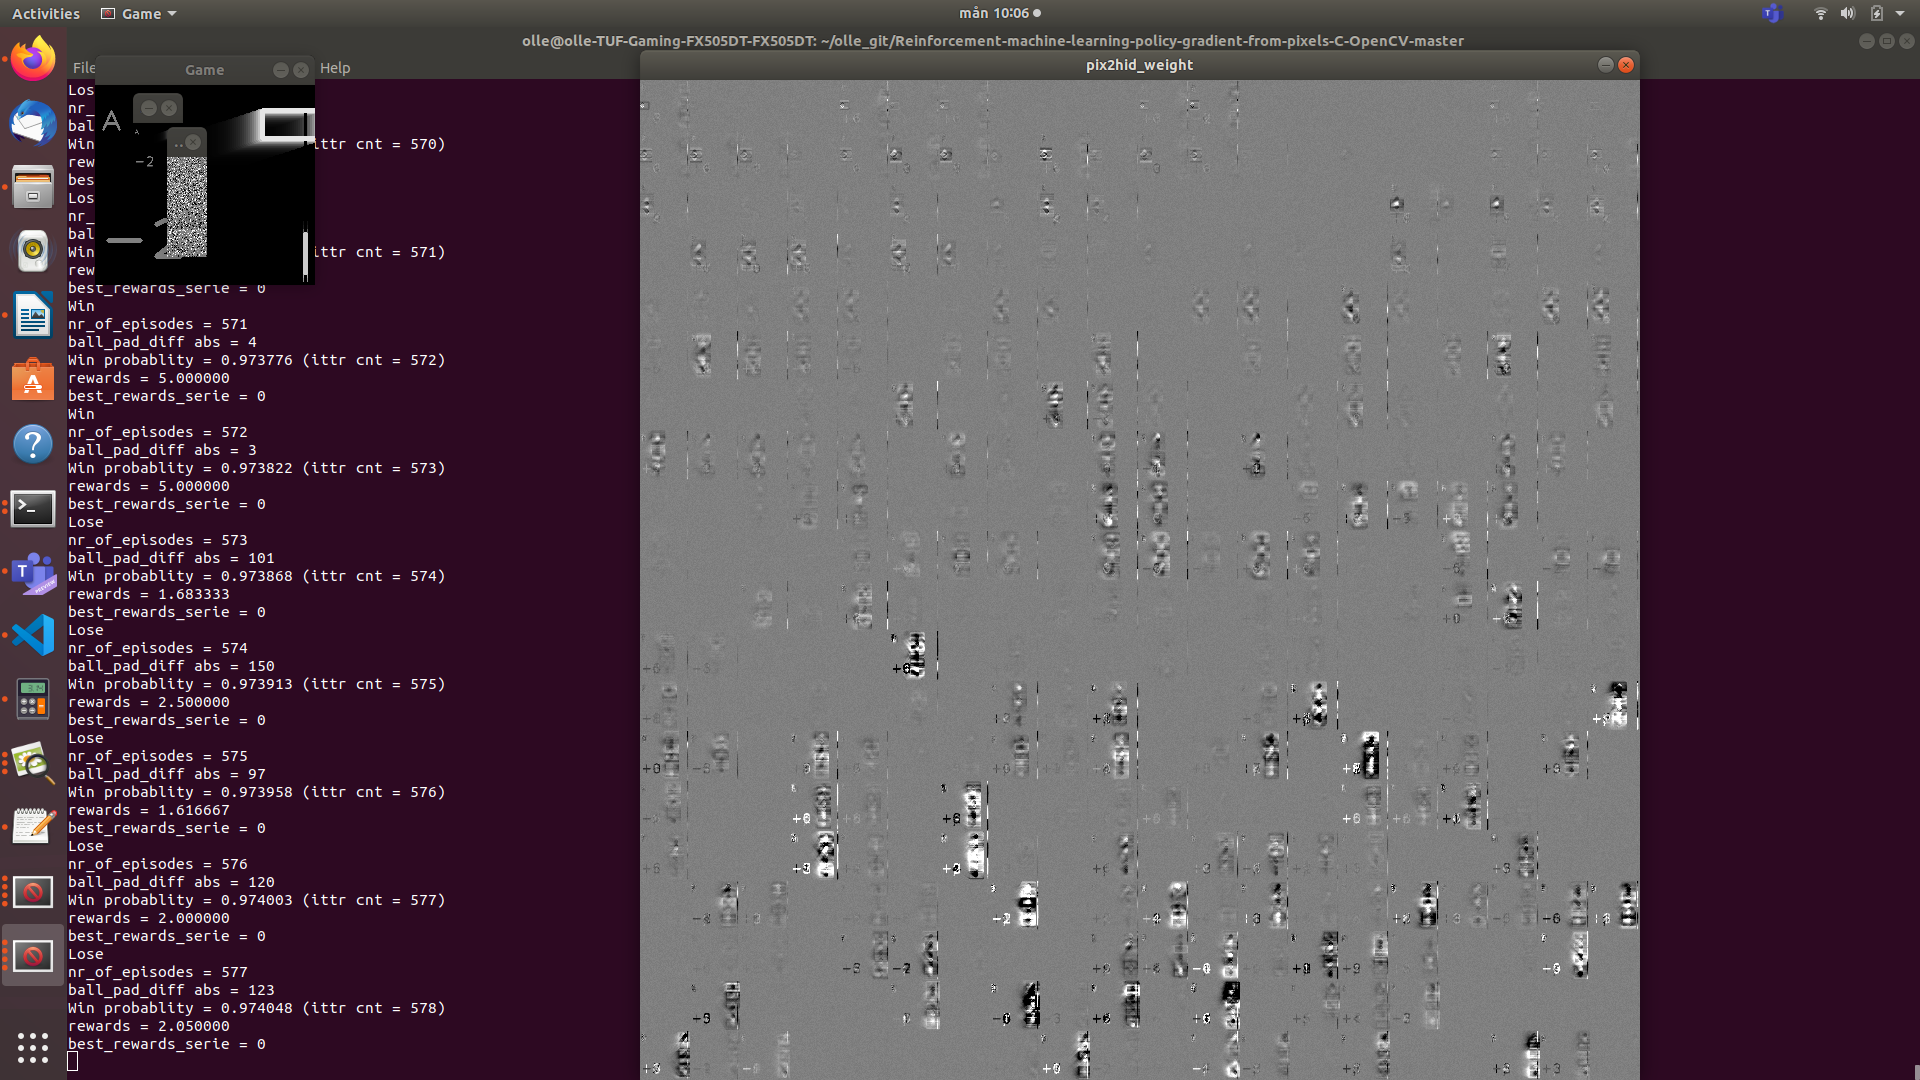 Activities
Game
mån 10:06
olle@olle-TUF-Gaming-FX505DT-FX505DT: ~/olle_git/Reinforcement-machine-learning-policy-gradient-from-pixels-C-OpenCV-master
File
Help
Game
A
A
..
-2
pix2hid_weight
Los
nr_
bal
Win
ittr cnt = 570)
rew
bes
Los
nr_
bal
Win
ittr cnt = 571)
rew
best_rewards_serie = 0
Win
nr_of_episodes = 571
ball_pad_diff abs = 4
Win probablity = 0.973776 (ittr cnt = 572)
rewards = 5.000000
best_rewards_serie = 0
Win
nr_of_episodes = 572
ball_pad_diff abs = 3
Win probablity = 0.973822 (ittr cnt = 573)
rewards = 5.000000
best_rewards_serie = 0
Lose
nr_of_episodes = 573
ball_pad_diff abs = 101
Win probablity = 0.973868 (ittr cnt = 574)
rewards = 1.683333
best_rewards_serie = 0
Lose
nr_of_episodes = 574
ball_pad_diff abs = 150
Win probablity = 0.973913 (ittr cnt = 575)
rewards = 2.500000
best_rewards_serie = 0
Lose
nr_of_episodes = 575
ball_pad_diff abs = 97
Win probablity = 0.973958 (ittr cnt = 576)
rewards = 1.616667
best_rewards_serie = 0
Lose
nr_of_episodes = 576
ball_pad_diff abs = 120
Win probablity = 0.974003 (ittr cnt = 577)
rewards = 2.000000
best_rewards_serie = 0
Lose
nr_of_episodes = 577
ball_pad_diff abs = 123
Win probablity = 0.974048 (ittr cnt = 578)
rewards = 2.050000
best_rewards_serie = 0